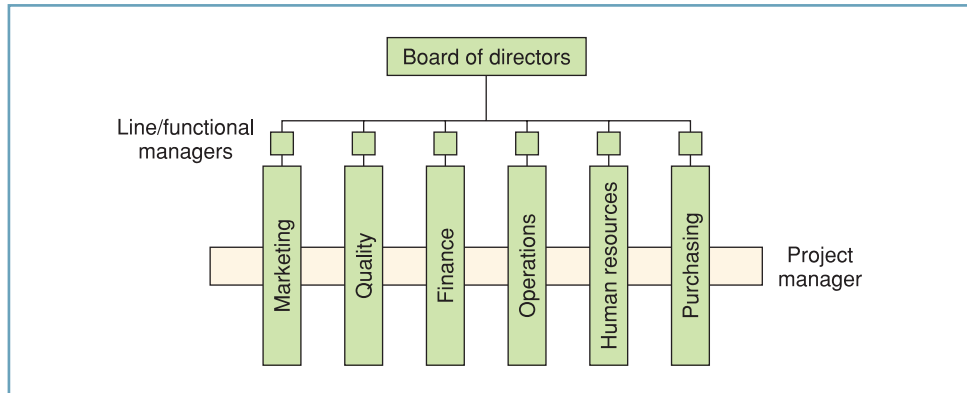 Board of directors
Line/functional
managers
Marketing
Quality
Finance
Operations
Human resources
Purchasing
Project
manager